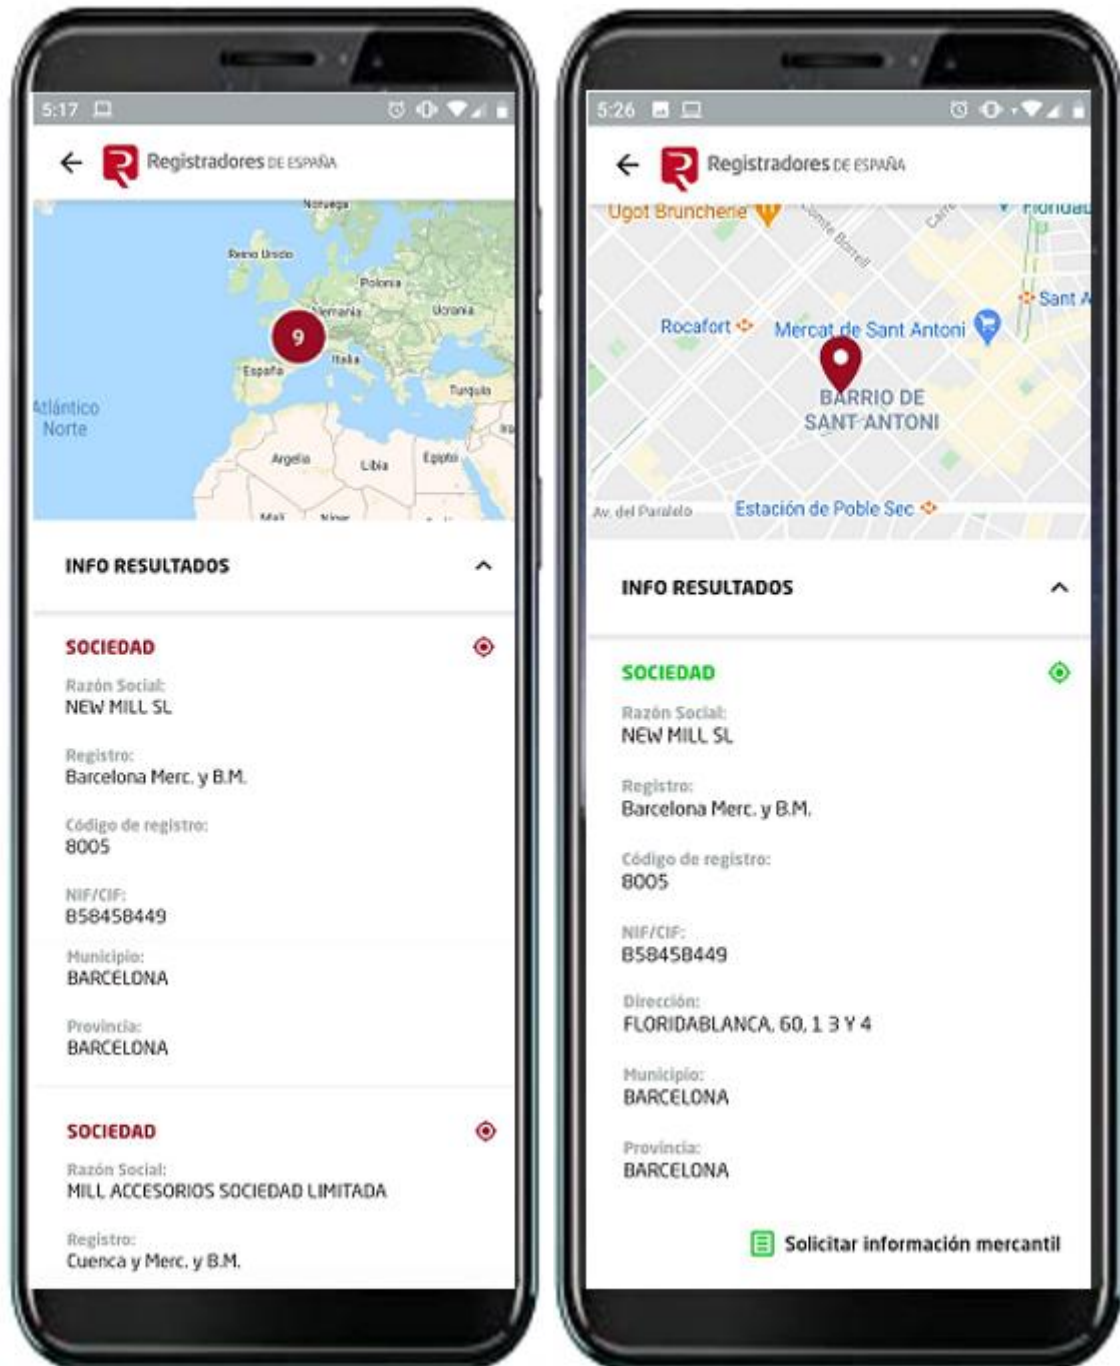 5:17
Registradores DE ESPAÑA
Noruega
Reino Unido
Polonia
Alemania
Ucrania
9
Italia
España
Turquía
Atlántico
Norte
Argelia
Libia
Egipto
Malí
Níger
INFO RESULTADOS
SOCIEDAD
Razón Social:
NEW MILL SL
Registro:
Barcelona Merc. y B.M.
Código de registro:
8005
NIF/CIF:
B58458449
Municipio:
BARCELONA
Provincia:
BARCELONA
SOCIEDAD
Razón Social:
MILL ACCESORIOS SOCIEDAD LIMITADA
Registro:
Cuenca y Merc. y B.M.
5:26
Registradores DE ESPAÑA
Ugot Bruncherie
Comte Borrell
Sant A
Rocafort
Mercat de Sant Antoni
BARRIO DE
SANT ANTONI
Av. del Paralelo
Estación de Poble Sec
INFO RESULTADOS
SOCIEDAD
Razón Social:
NEW MILL SL
Registro:
Barcelona Merc. y B.M.
Código de registro:
8005
NIF/CIF:
B58458449
Dirección:
FLORIDABLANCA, 60, 1 3 Y 4
Municipio:
BARCELONA
Provincia:
BARCELONA
Solicitar información mercantil